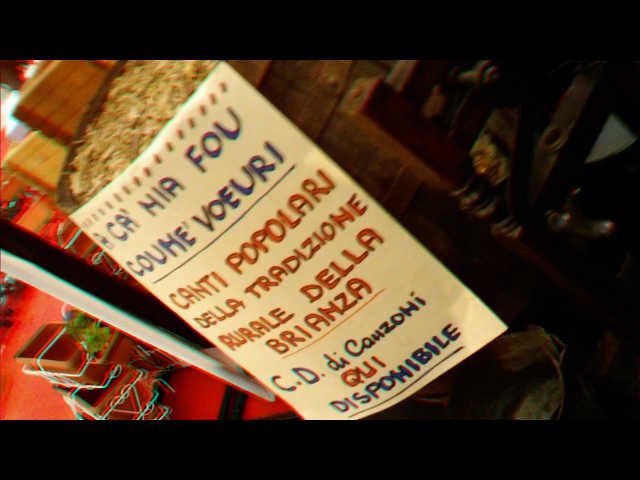 CA MIA FOU
COUME VOEURI
CANTI POPOLARI
DELLA TRADIZIONE
RURALE DELLA
BRIANZA
C.D. di Canzoni
QUI
DISPONIBILE